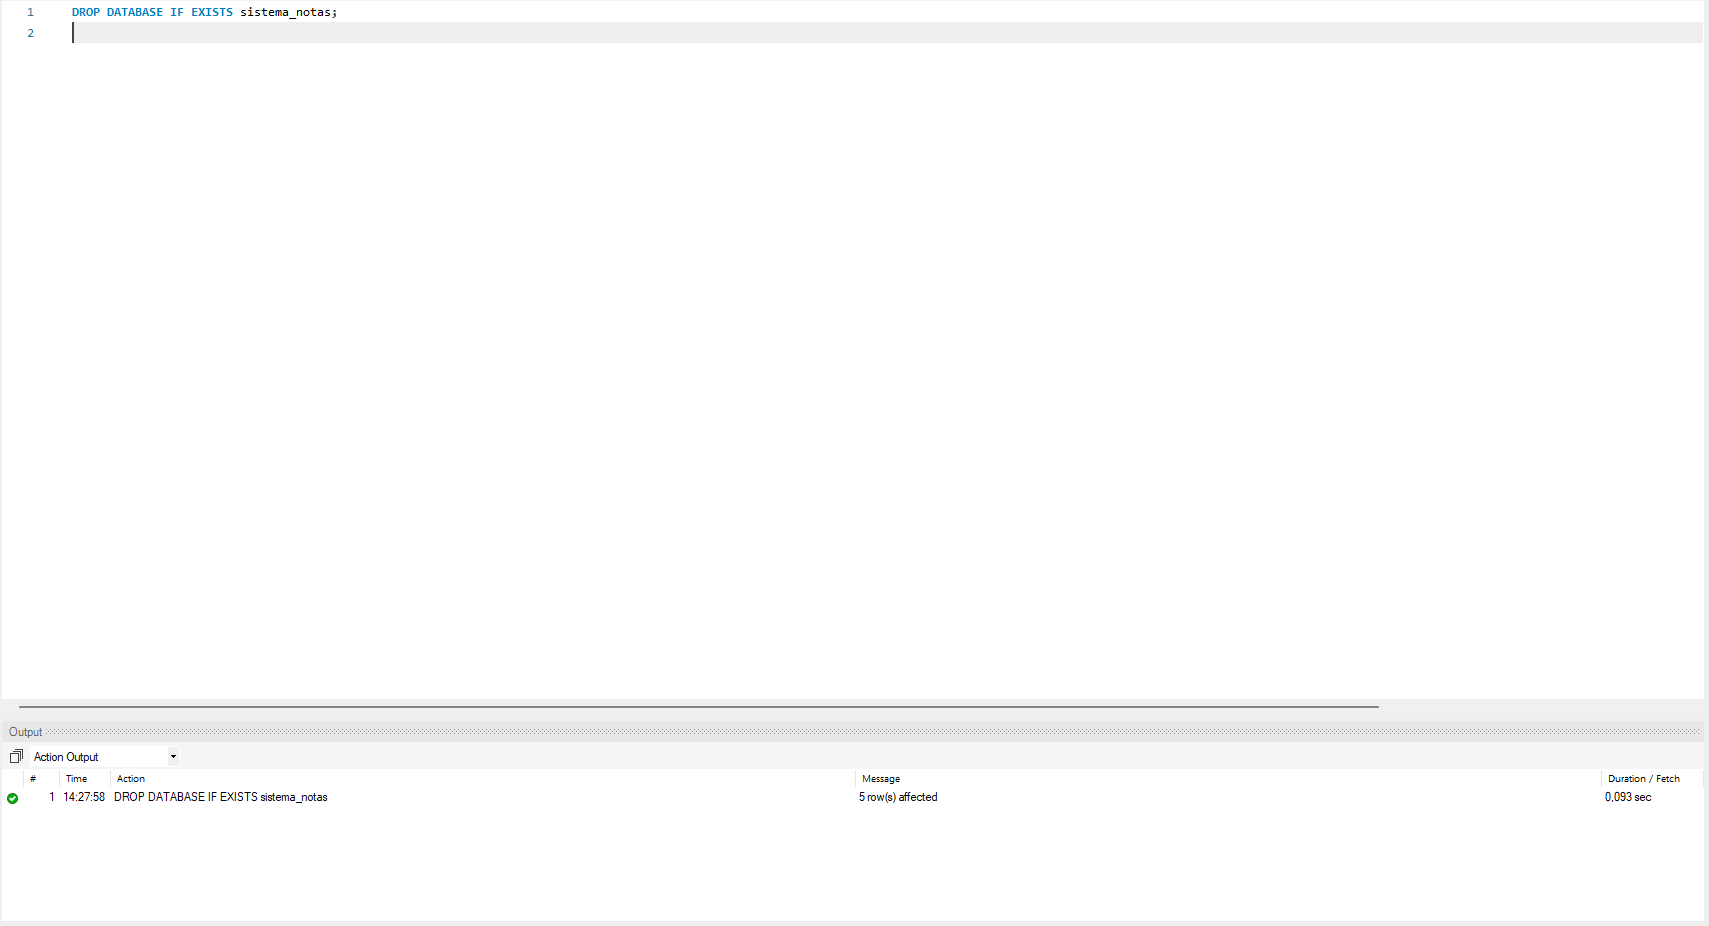 1 DROP DATABASE IF EXISTS sistema_notas;
2
Output
Action Output
# Time Action Message Duration / Fetch
1 14:27:58 DROP DATABASE IF EXISTS sistema_notas 5 row(s) affected 0,093 sec